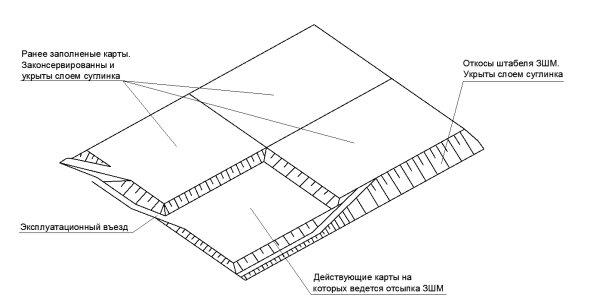 Ранее заполненые карты.
Законсервированны и
укрыты слоем суглинка
Откосы штабеля ЗШМ.
Укрыты слоем суглинка
Эксплуатационный въезд
Действующие карты на
которых ведется отсыпка ЗШМ